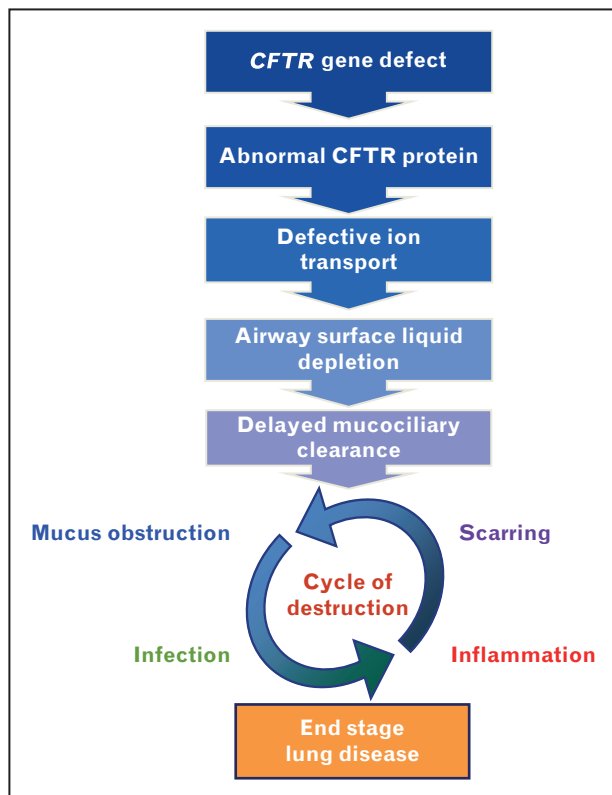 CFTR gene defect
Abnormal CFTR protein
Defective ion
transport
Airway surface liquid
depletion
Delayed mucociliary
clearance
Mucus obstruction
Scarring
Cycle of
destruction
Infection
Inflammation
End stage
lung disease